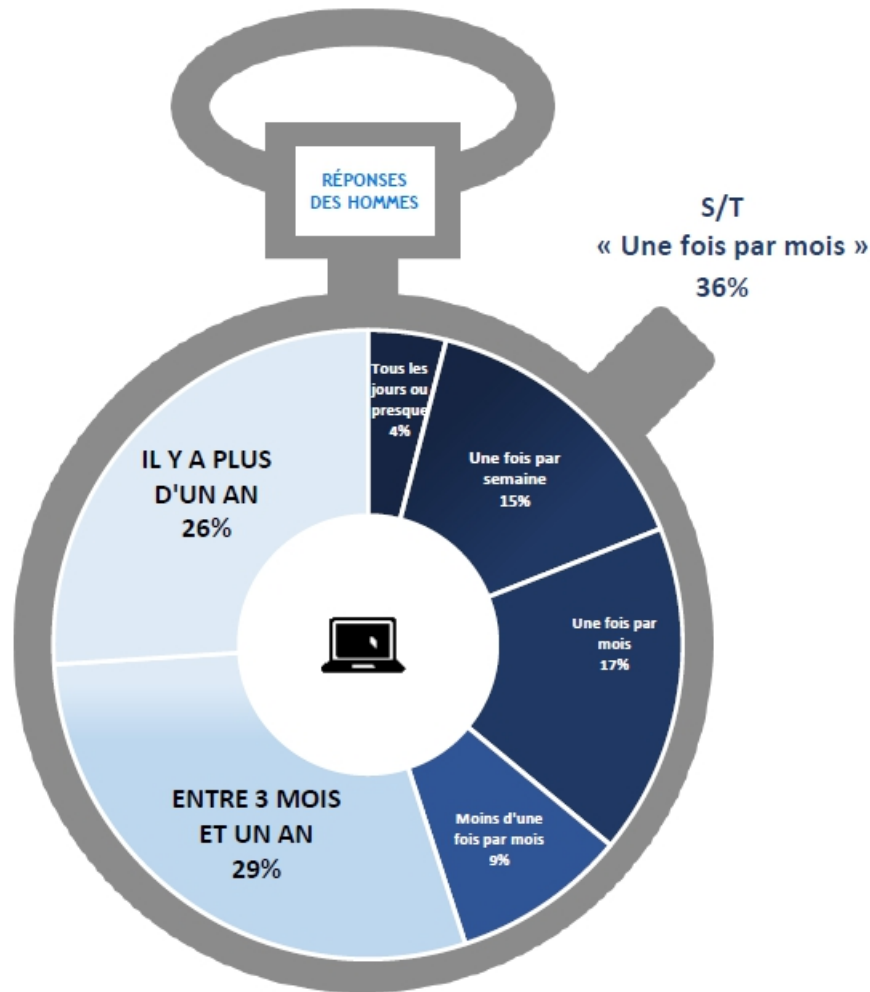 RÉPONSES
DES HOMMES
S/T
« Une fois par mois »
36%
Tous les
jours ou
presque
4%
Une fois par
semaine
15%
Une fois par
mois
17%
Moins d'une
fois par mois
9%
ENTRE 3 MOIS
ET UN AN
29%
IL Y A PLUS
D'UN AN
26%